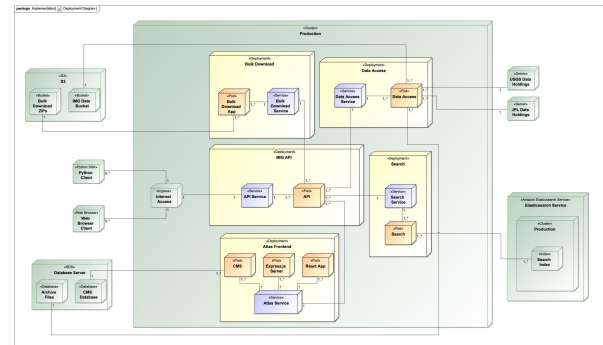 package Implementation[ Deployment Diagram ]
«Cluster»
Production
«S3»
S3
«Bucket»
Bulk
Download
ZIPs
«Bucket»
IMG Data
Bucket
«Deployment»
Bulk Download
«Pod»
Bulk
Download
App
«Service»
Bulk
Download
Service
«Deployment»
Data Access
«Service»
Data Access
Service
«Pod»
Data Access
«Server»
USGS Data
Holdings
«Server»
JPL Data
Holdings
«Python Client»
Python
Client
«Web Browser»
Web
Browser
Client
«Ingress»
Internet
Access
«Deployment»
IMG API
«Service»
API Service
«Pod»
API
«Deployment»
Search
«Service»
Search
Service
«Pod»
Search
«Amazon Elasticsearch Service»
Elasticsearch Service
«Cluster»
Production
«Index»
Search
Index
«RDS»
Database Server
«Database»
Archive
Files
«Database»
CMS
Database
«Deployment»
Atlas Frontend
«Pod»
CMS
«Pod»
Express.js
Server
«Pod»
React App
«Service»
Atlas Service